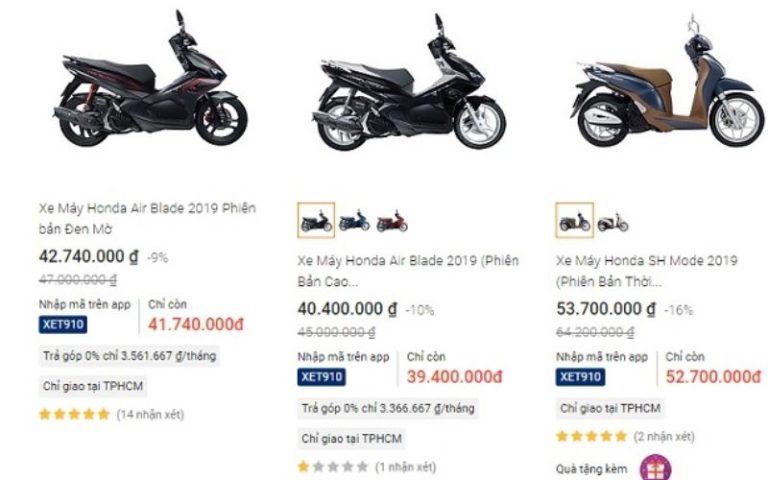 Xe Máy Honda Air Blade 2019 Phiên
bản Đen Mờ
42.740.000 ₫ -9%
47.000.000 ₫
Nhập mã trên app
XET910
Chỉ còn
41.740.000đ
Trả góp 0% chỉ 3.561.667 ₫/tháng
Chỉ giao tại TPHCM
(14 nhận xét)
Xe Máy Honda Air Blade 2019 (Phiên
Bản Cao...
40.400.000 ₫ -10%
45.000.000 ₫
Nhập mã trên app
XET910
Chỉ còn
39.400.000đ
Trả góp 0% chỉ 3.366.667 ₫/tháng
Chỉ giao tại TPHCM
(1 nhận xét)
Xe Máy Honda SH Mode 2019
(Phiên Bản Thời...
53.700.000 ₫ -16%
64.200.000 ₫
Nhập mã trên app
XET910
Chỉ còn
52.700.000đ
Chỉ giao tại TPHCM
(2 nhận xét)
Quà tặng kèm